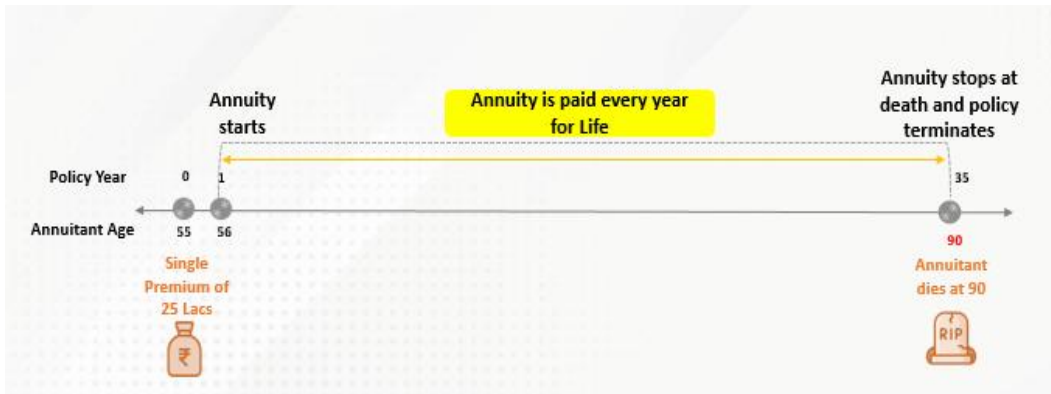 Annuity
starts
Annuity is paid every year
for Life
Annuity stops at
death and policy
terminates
Policy Year 0 1 35
Annuitant Age 55 56 90
Single
Premium of
25 Lacs
₹
Annuitant
dies at 90
RIP